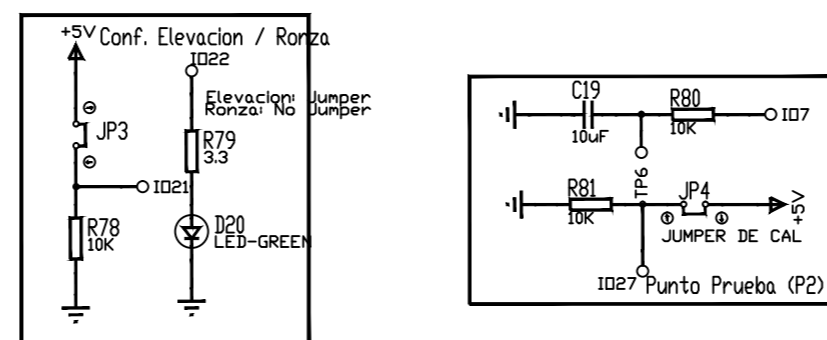 +5V
Conf. Elevacion / Ronza
IO22
Elevacion: Jumper
Ronza: No Jumper
JP3
R79
3.3
IO21
R78
10K
D20
LED-GREEN
C19
10uF
R80
10K
IO7
TP6
R81
10K
JP4
+5V
JUMPER DE CAL
IO27
Punto Prueba (P2)